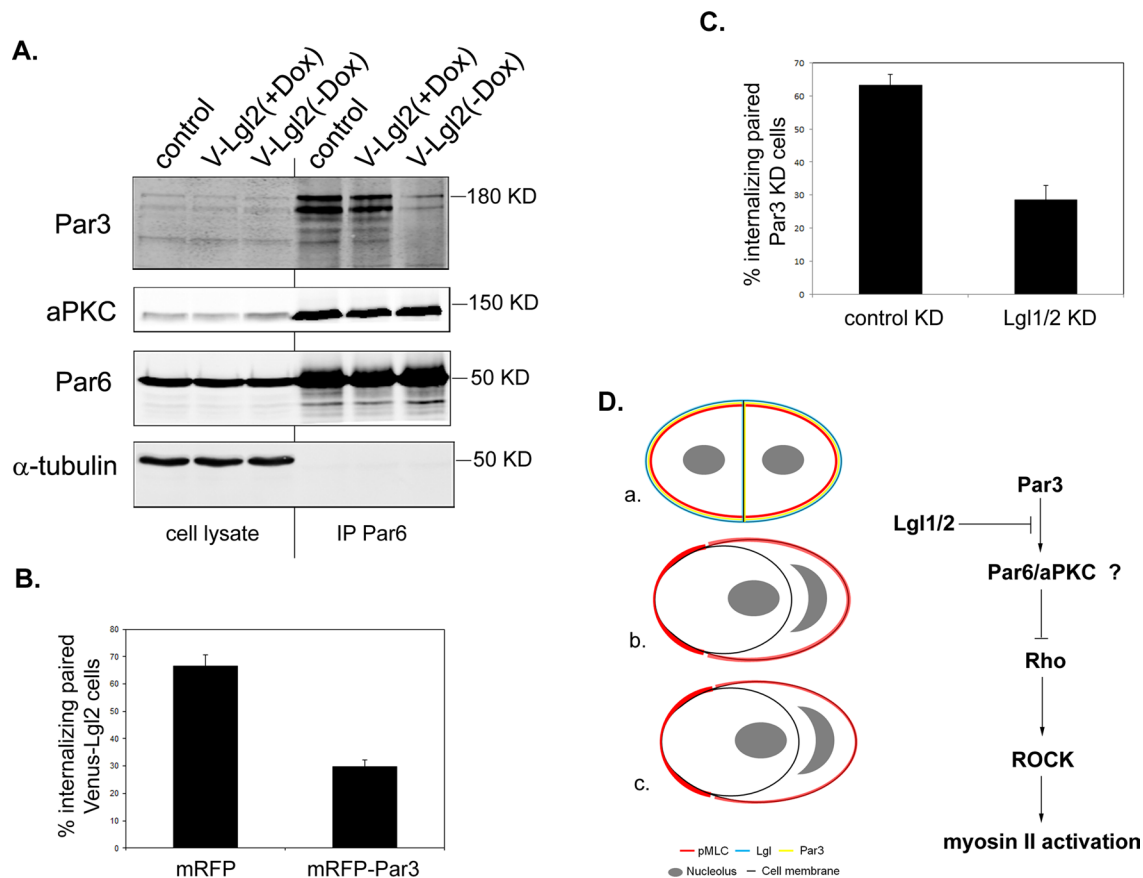 A.
control
V-Lgl2(+Dox)
V-Lgl2(-Dox)
control
V-Lgl2(+Dox)
V-Lgl2(-Dox)
Par3
180 KD
aPKC
150 KD
Par6
50 KD
α-tubulin
50 KD
cell lysate
IP Par6
B.
% internalizing paired
Venus-Lgl2 cells
80
70
60
50
40
30
20
10
0
mRFP
mRFP-Par3
C.
% internalizing paired
Par3 KD cells
70
60
50
40
30
20
10
0
control KD
Lgl1/2 KD
D.
a.
b.
c.
pMLC Lgl Par3
Nucleolus Cell membrane
Par3
Lgl1/2
Par6/aPKC ?
Rho
ROCK
myosin II activation